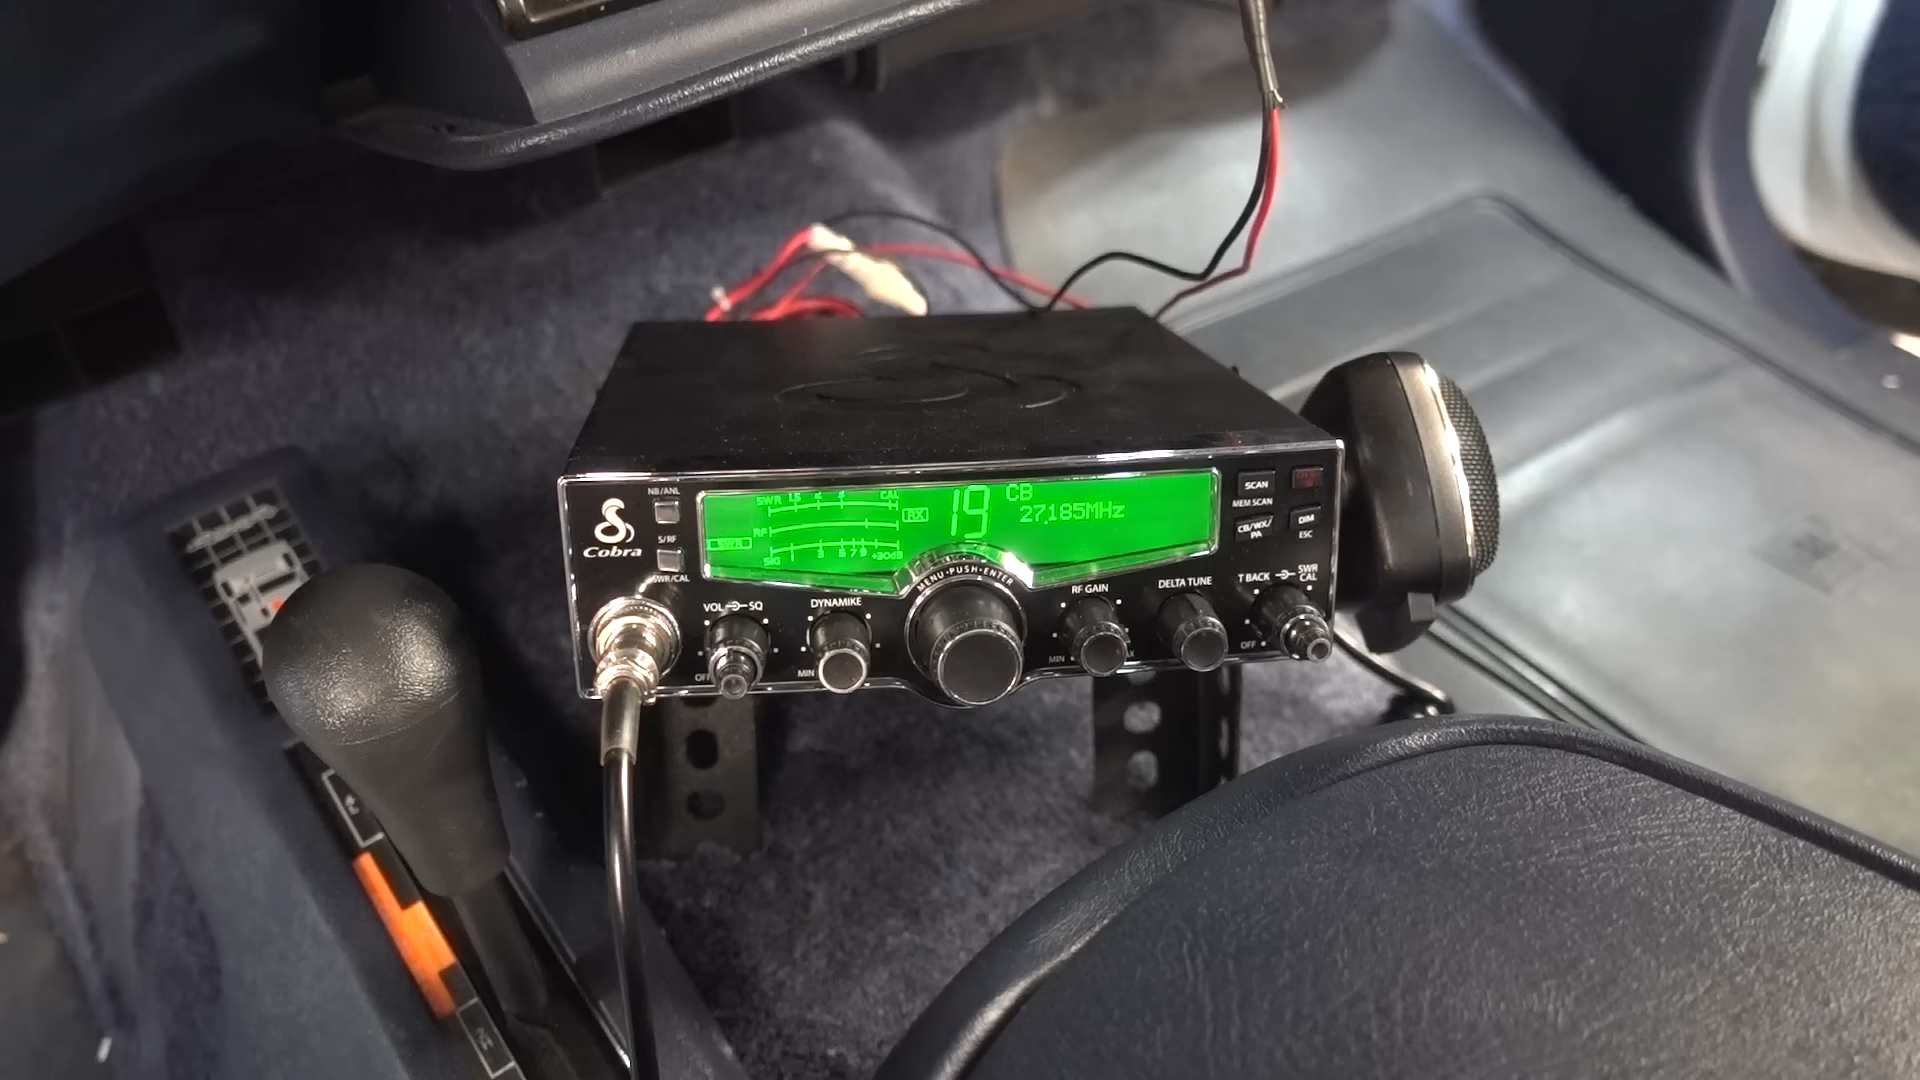 NB/ANL
S/RF
SWR/CAL
Cobra
SWR 1.5 2 3 CAL
RF
SWR
SIG 3 5 7 9 +30dB
RX
19
CB
27.185MHz
SCAN
MEM SCAN
CB/WX/
PA
DIM
ESC
VOL SQ
OFF
DYNAMIKE
MIN
MENU•PUSH•ENTER
RF GAIN
MIN
DELTA TUNE
T BACK
SWR
CAL
OFF